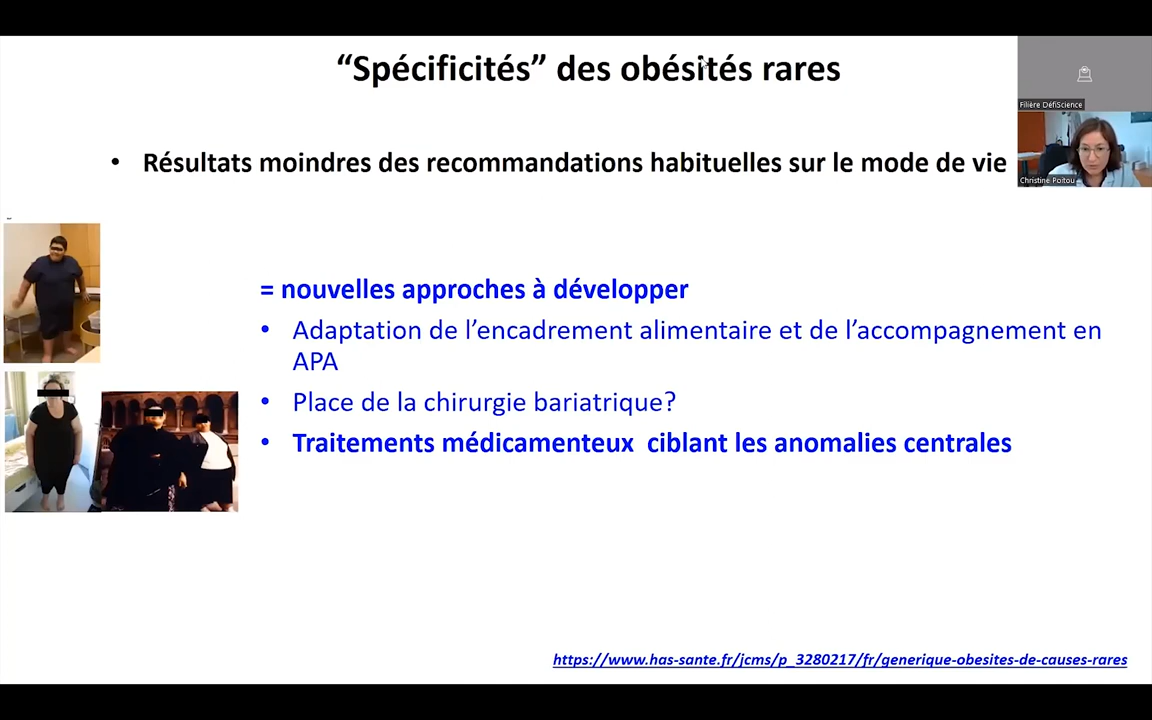 “Spécificités” des obésités rares
Filière DéfiScience
• Résultats moindres des recommandations habituelles sur le mode de vie
Christine Poitou
= nouvelles approches à développer
• Adaptation de l’encadrement alimentaire et de l’accompagnement en
APA
• Place de la chirurgie bariatrique?
• Traitements médicamenteux  ciblant les anomalies centrales
https://www.has-sante.fr/jcms/p_3280217/fr/generique-obesites-de-causes-rares